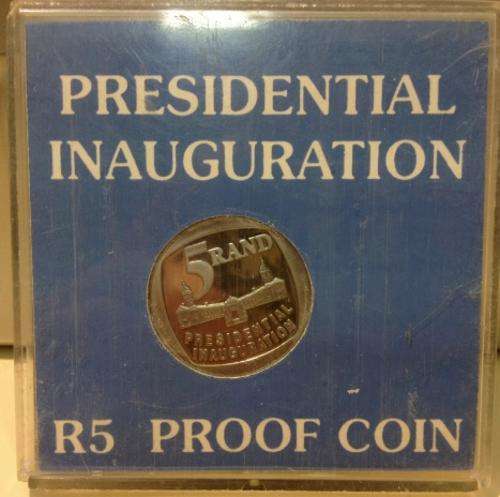 PRESIDENTIAL
INAUGURATION
5 RAND
PRESIDENTIAL
INAUGURATION
R5 PROOF COIN